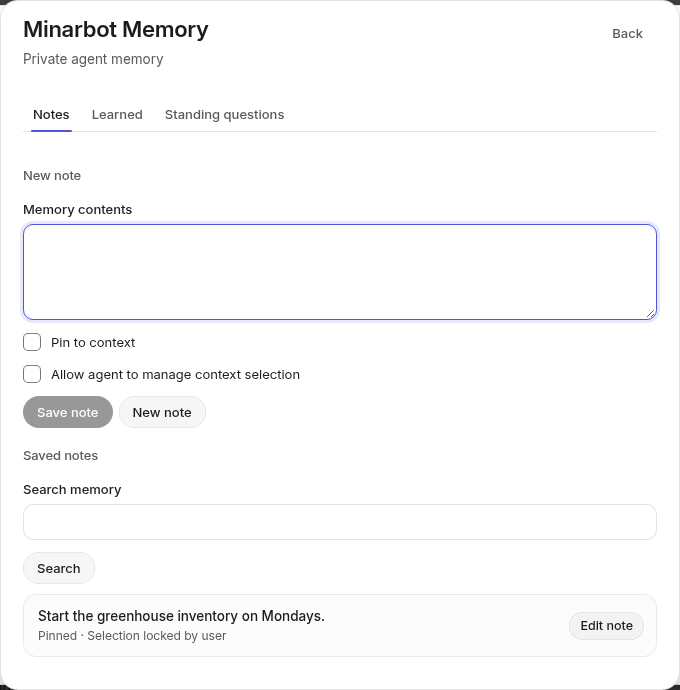 Minarbot Memory
Back
Private agent memory
Notes
Learned
Standing questions
New note
Memory contents
Pin to context
Allow agent to manage context selection
Save note
New note
Saved notes
Search memory
Search
Start the greenhouse inventory on Mondays.
Pinned · Selection locked by user
Edit note